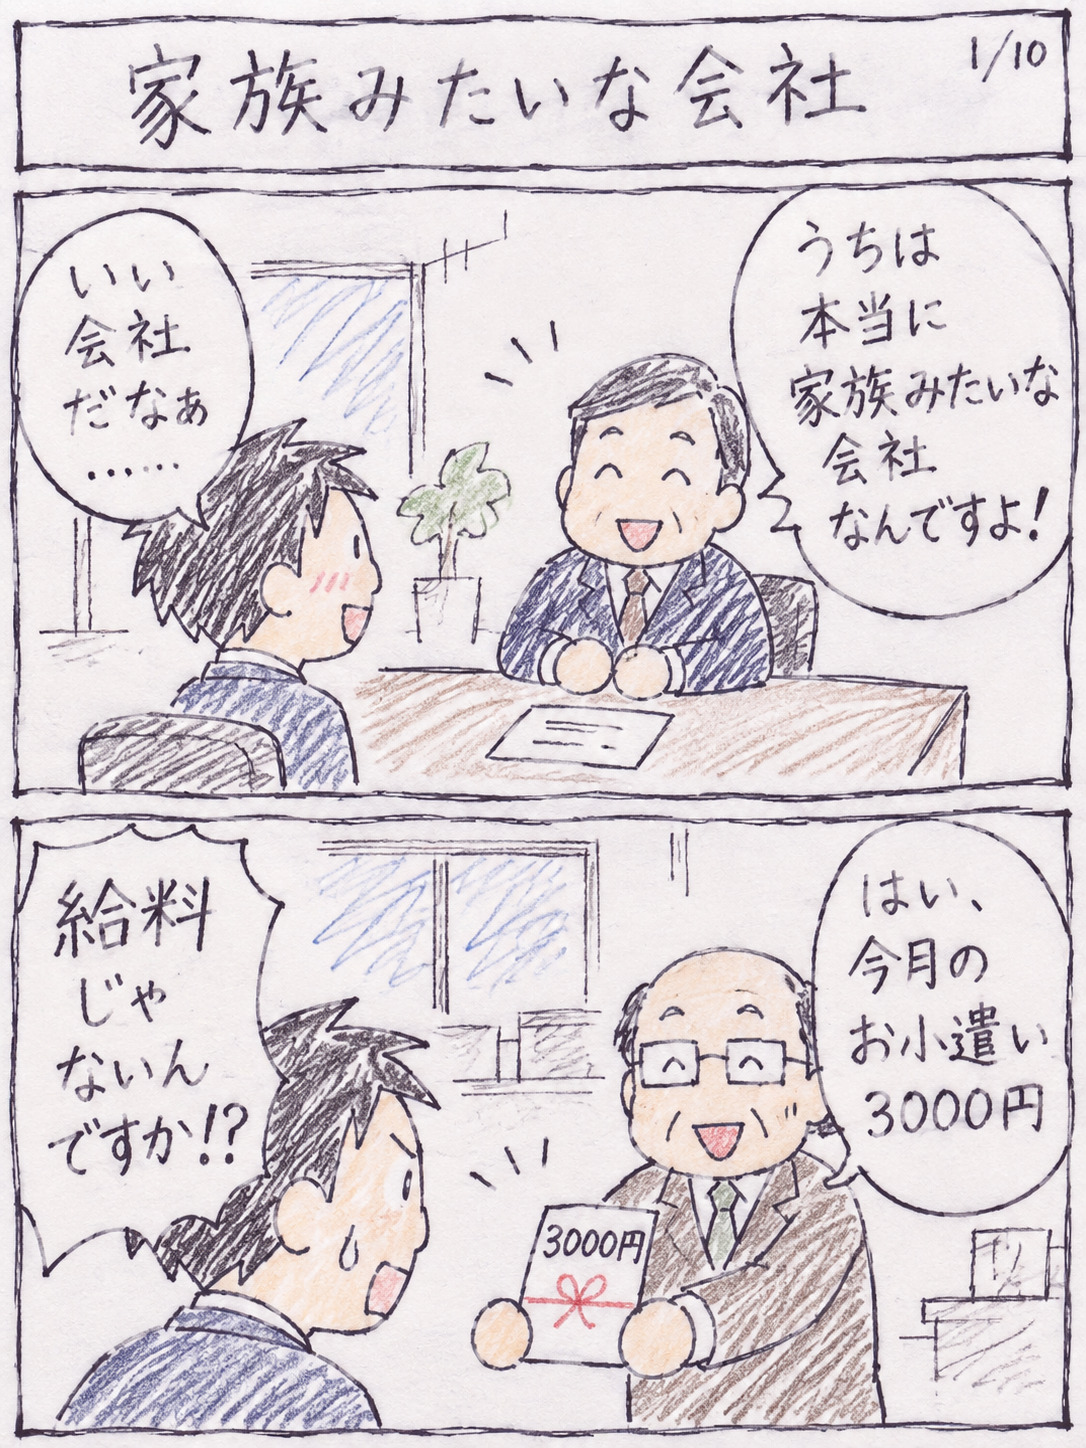 家族みたいな会社
1/10
うちは
本当に
家族みたいな
会社
なんですよ!
いい
会社
だなぁ
……
はい、
今月の
お小遣い
3000円
3000円
給料
じゃ
ないん
ですか!?